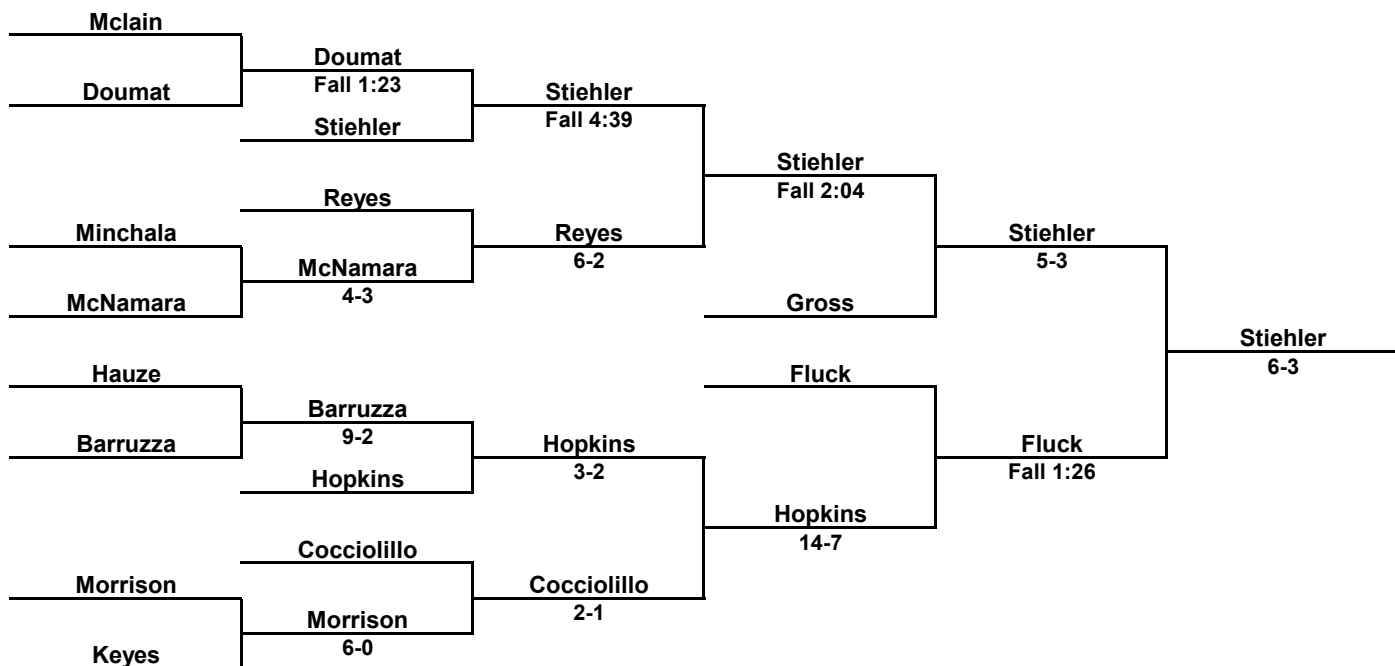 Mclain
Doumat
Doumat
Fall 1:23
Stiehler
Fall 4:39
Stiehler
Stiehler
Fall 2:04
Reyes
Minchala
Reyes
6-2
Stiehler
5-3
McNamara
4-3
McNamara
Gross
Stiehler
6-3
Hauze
Fluck
Barruzza
9-2
Barruzza
Hopkins
3-2
Fluck
Fall 1:26
Hopkins
Hopkins
14-7
Cocciolillo
Morrison
Cocciolillo
2-1
Morrison
6-0
Keyes